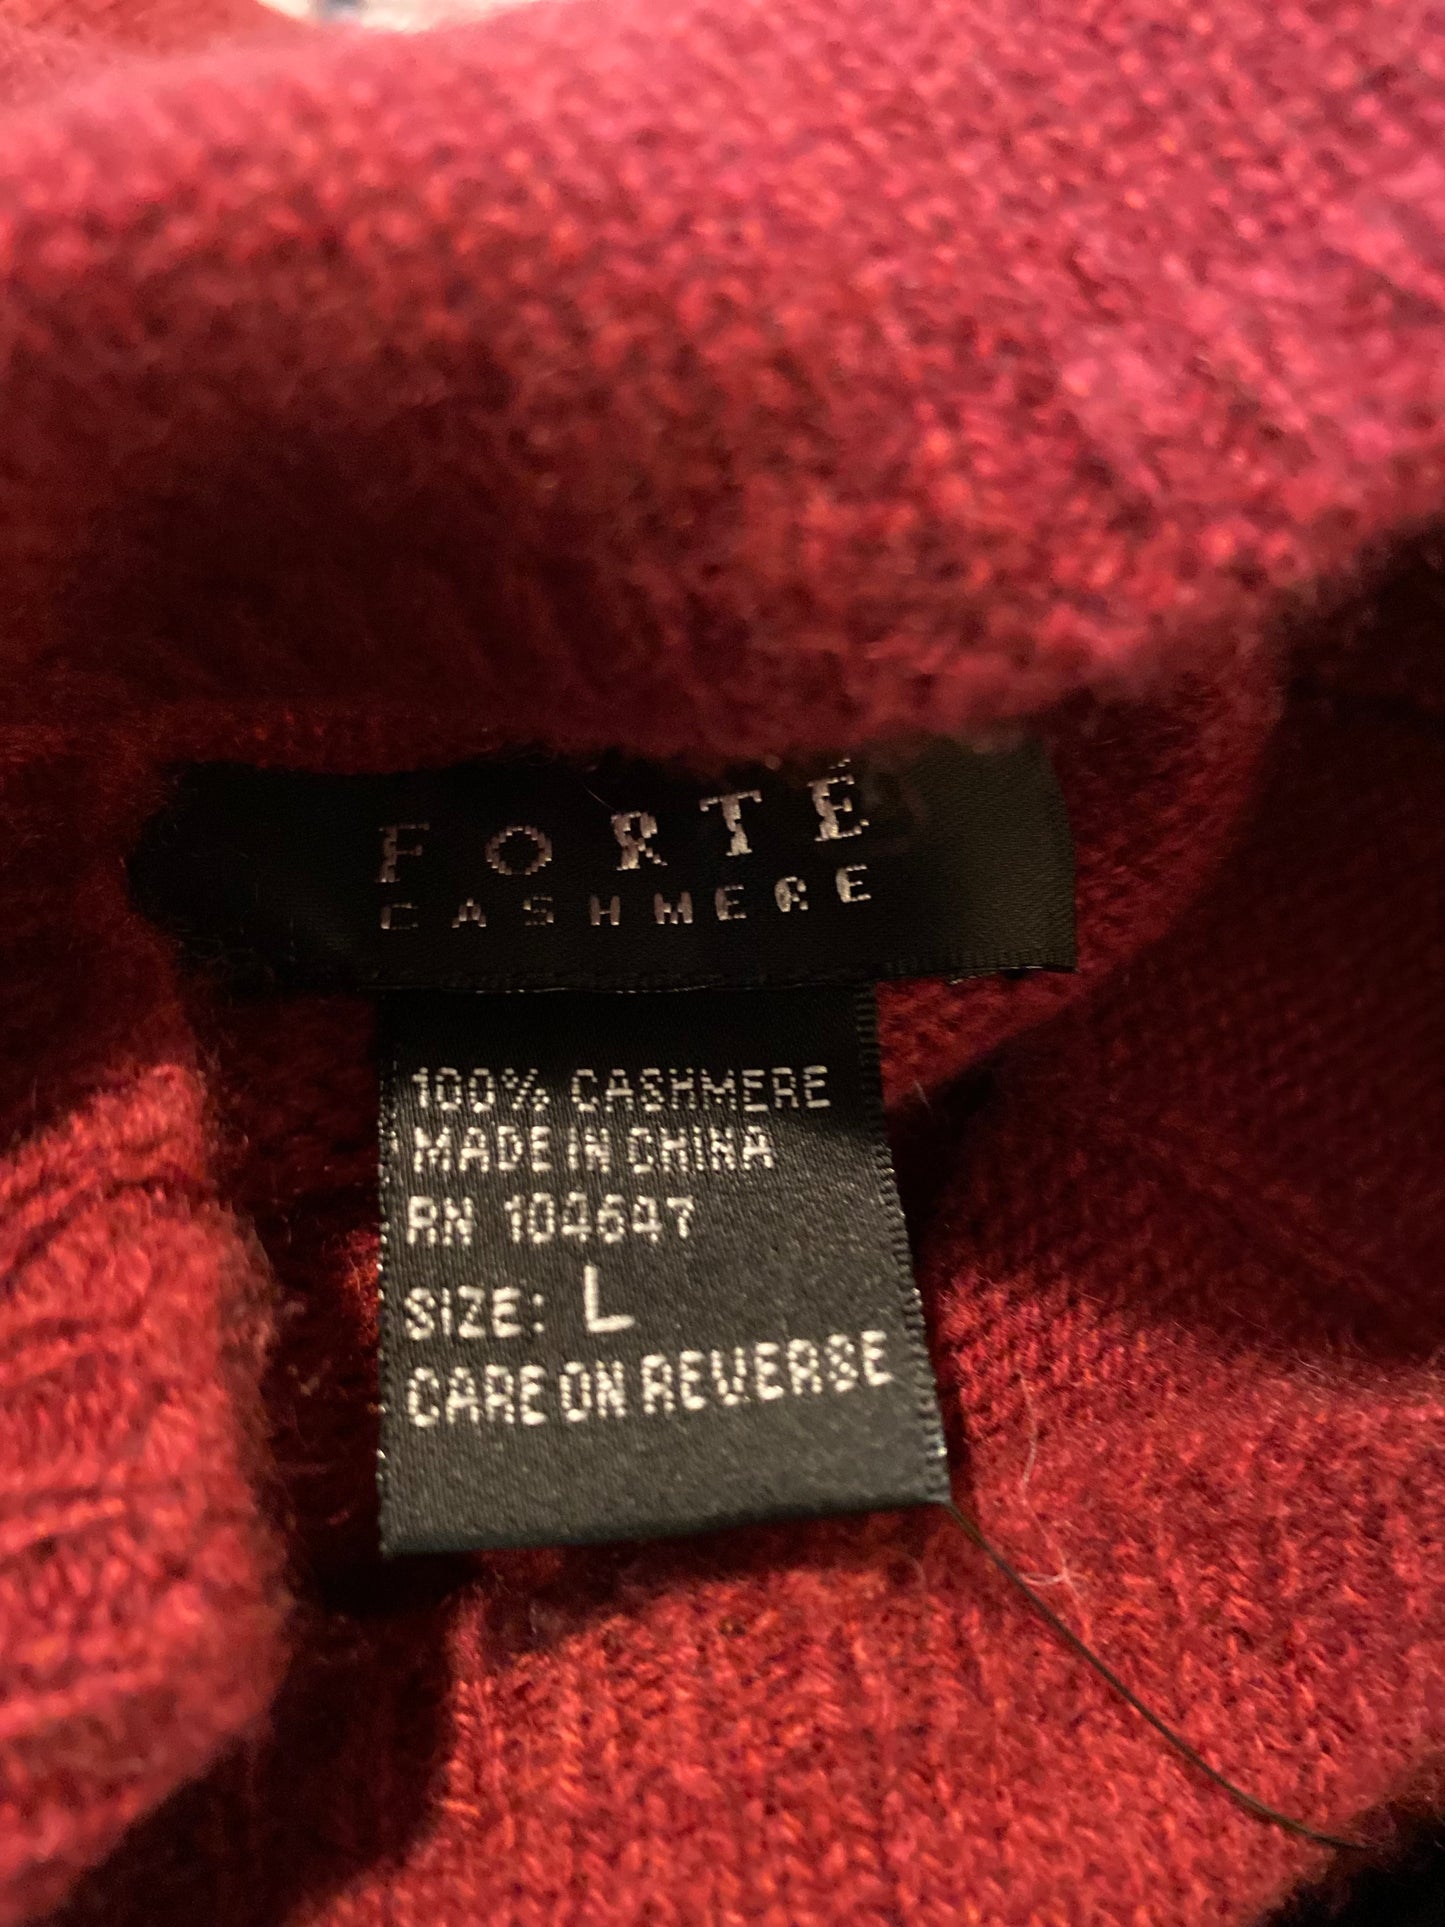 FORTÉ
CASHMERE
100% CASHMERE
MADE IN CHINA
RN 104647
SIZE: L
CARE ON REVERSE